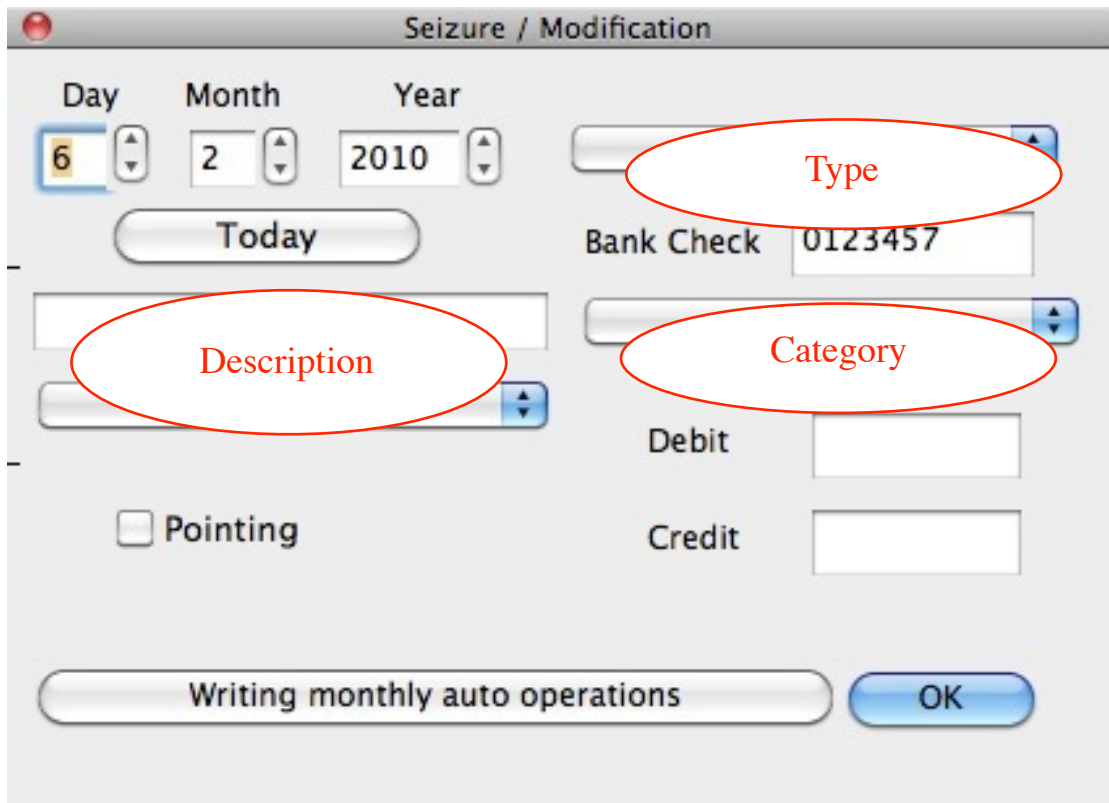 Seizure / Modification
Day Month Year
6 2 2010
Type
Today
Bank Check 0123457
Description
Category
Debit
Pointing
Credit
Writing monthly auto operations
OK